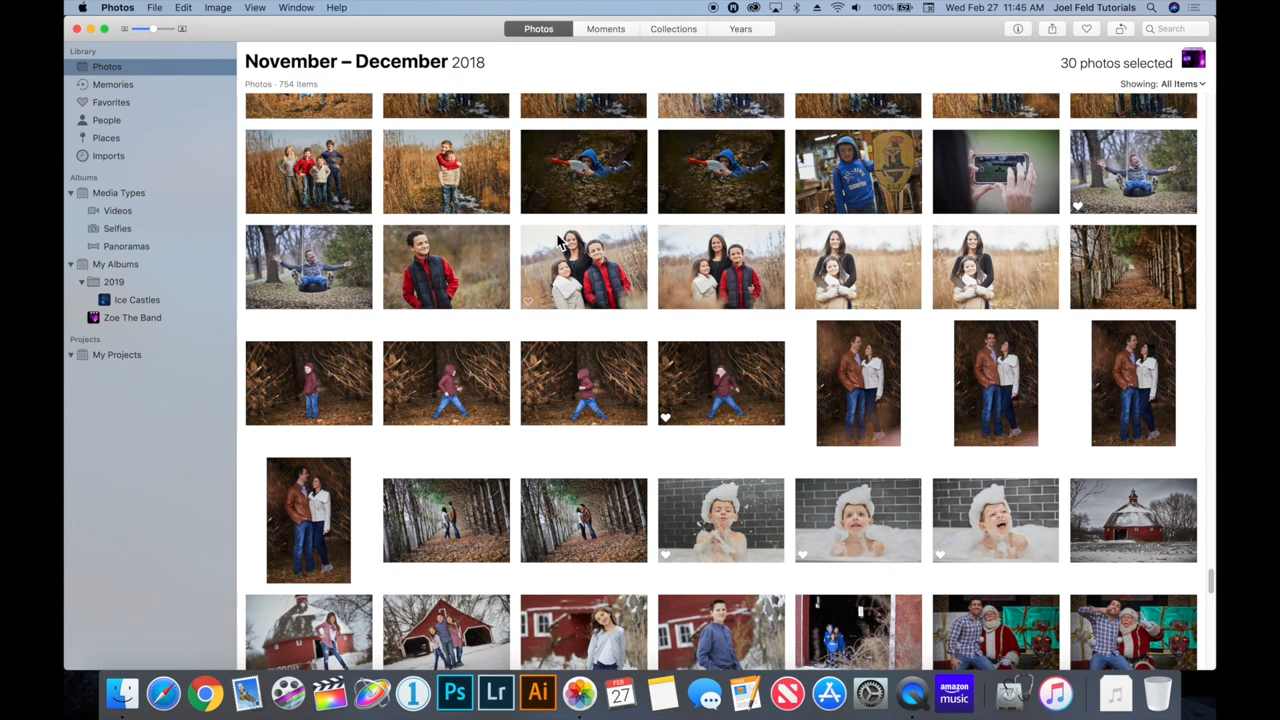 Photos File Edit Image View Window Help 100% Wed Feb 27 11:45 AM Joel Feld Tutorials
Photos Moments Collections Years Search
Library
Photos
Memories
Favorites
People
Places
Imports
Albums
Media Types
Videos
Selfies
Panoramas
My Albums
2019
Ice Castles
Zoe The Band
Projects
My Projects
November – December 2018
30 photos selected
Photos · 754 Items
Showing: All Items
FEB
27
1
Ps
Lr
Ai
amazon
music